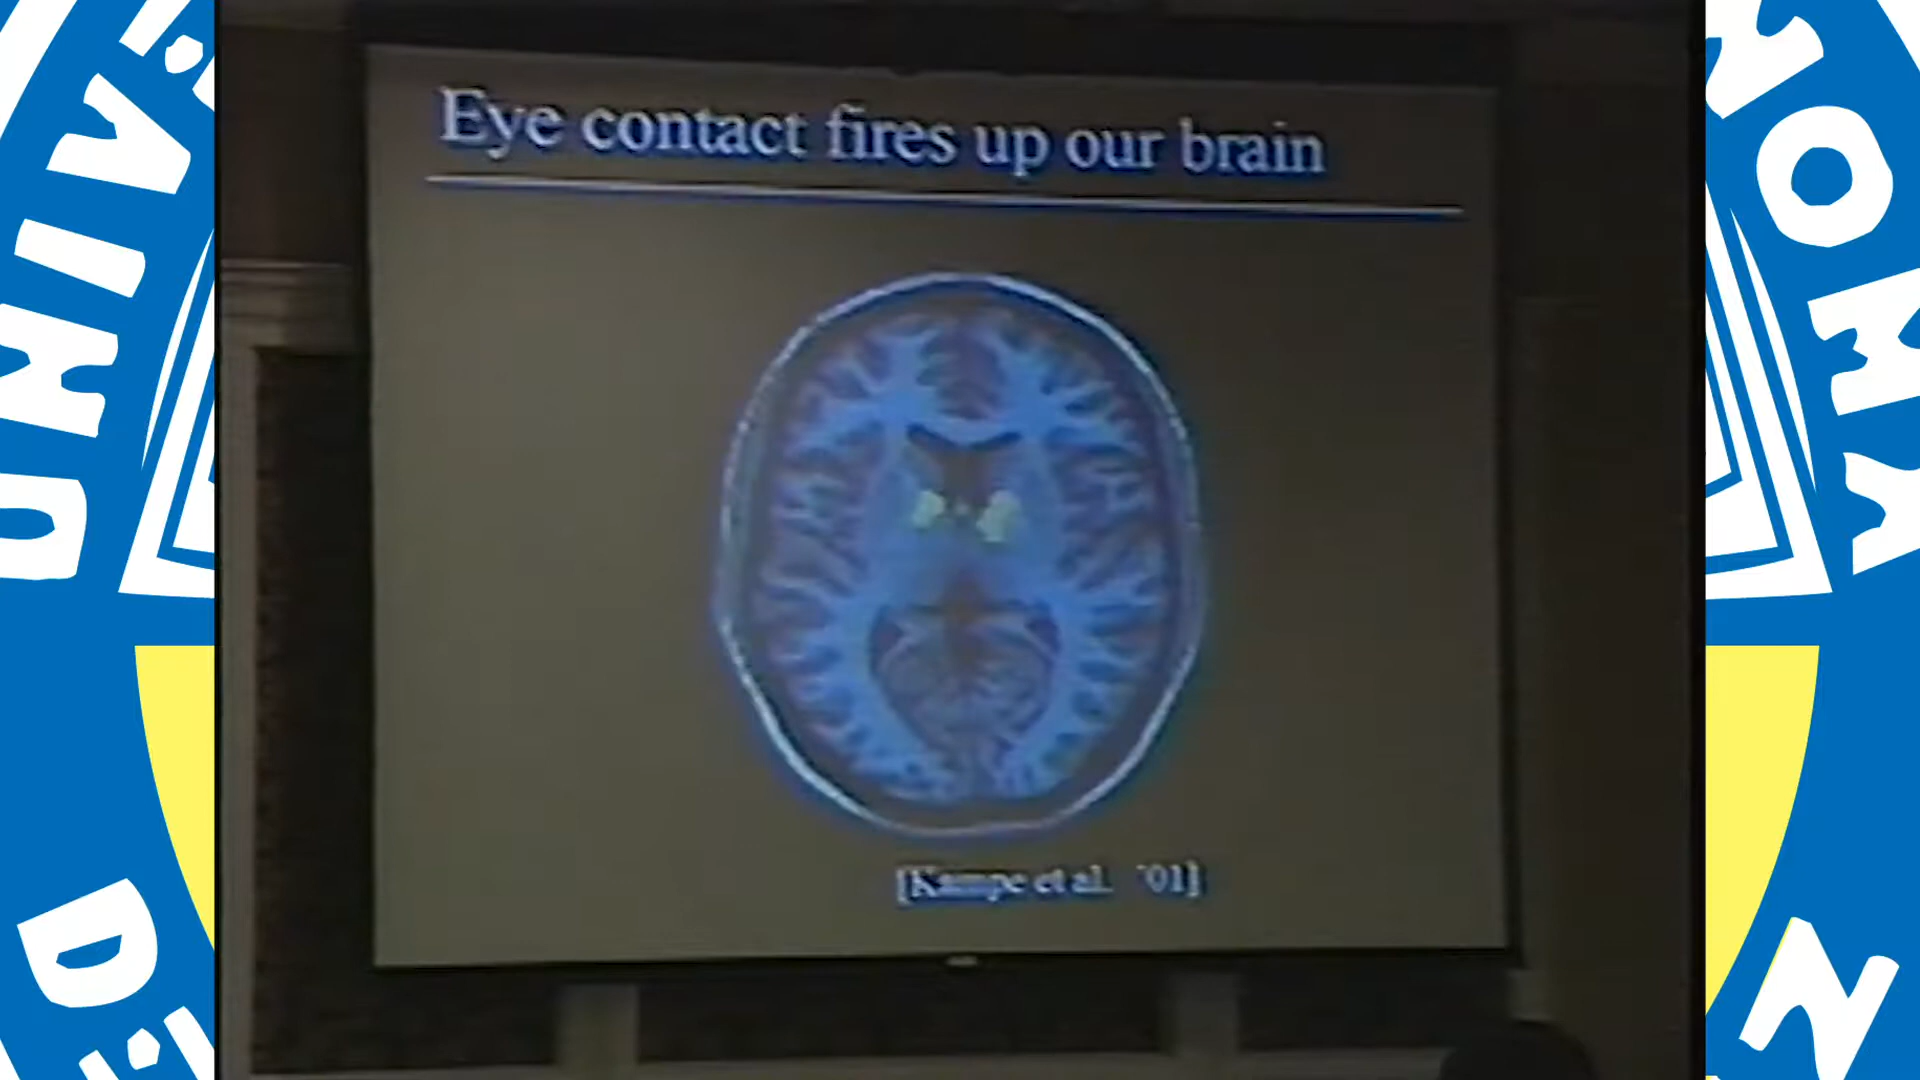 Eye contact fires up our brain
[Kampe et al. '01]